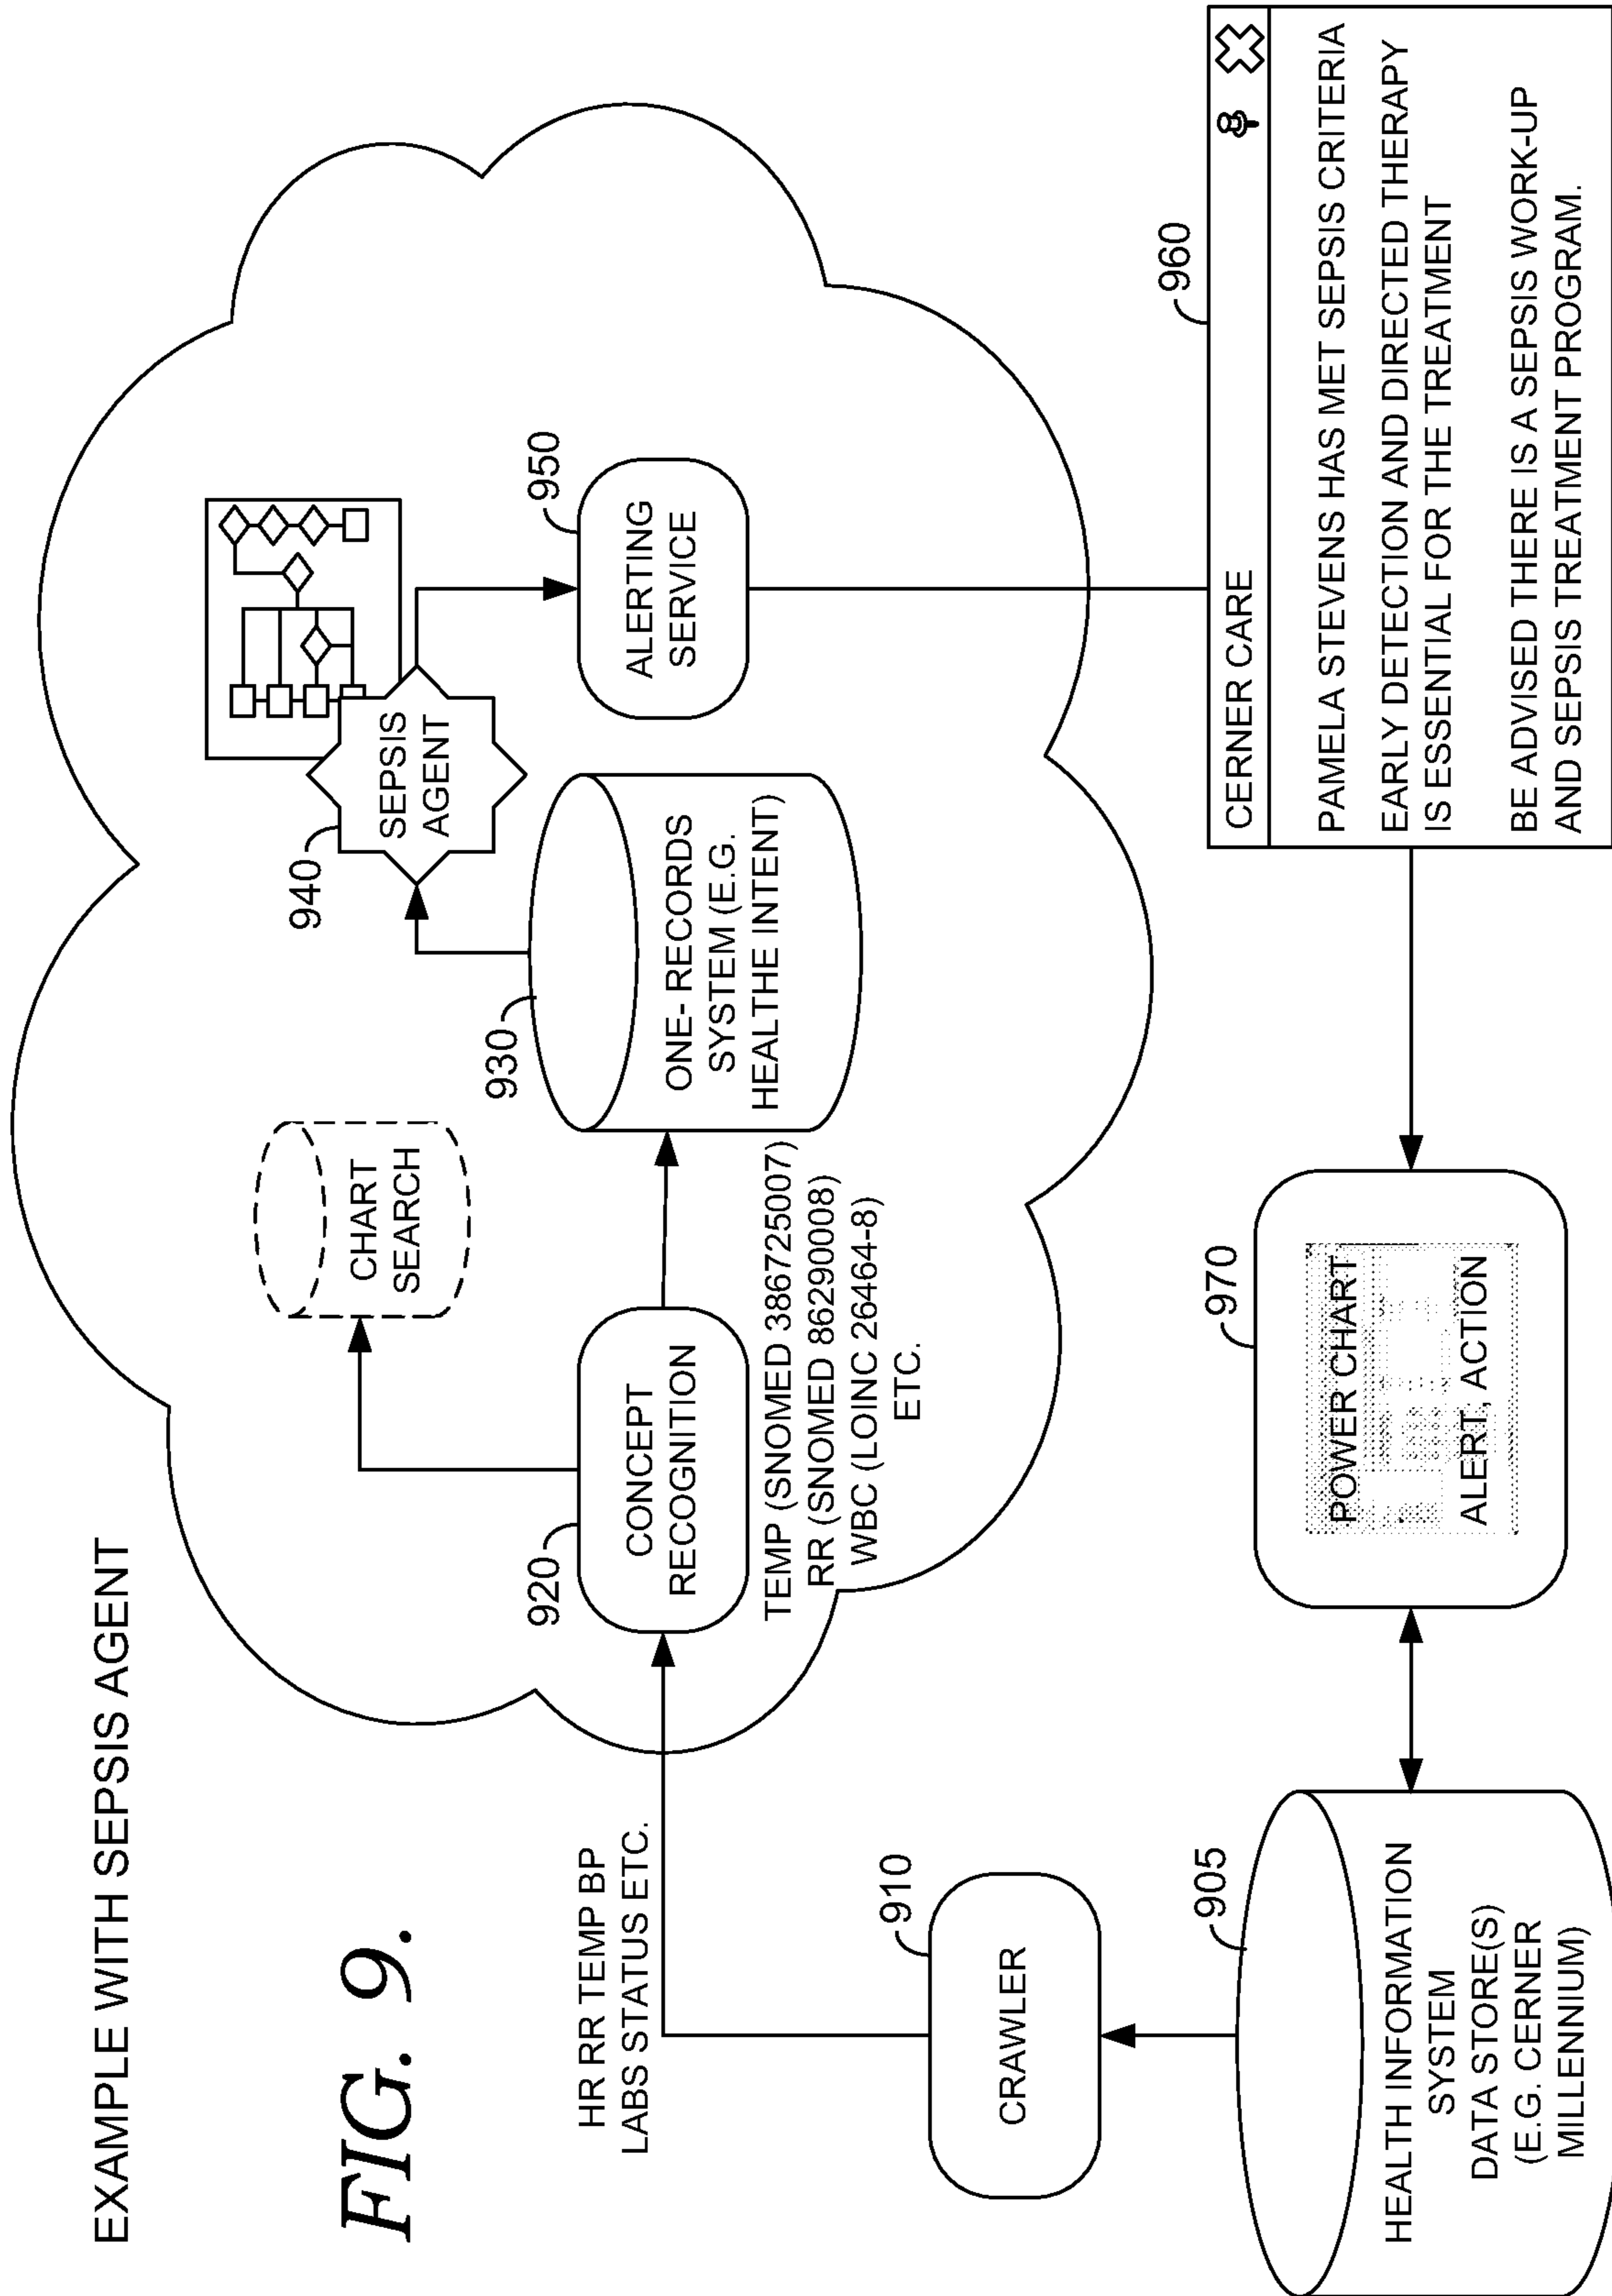 EXAMPLE WITH SEPSIS AGENT
FIG. 9.
HR RR TEMP BP
LABS STATUS ETC.
910
CRAWLER
905
HEALTH INFORMATION
SYSTEM
DATA STORE(S)
(E.G. CERNER
MILLENNIUM)
920
CONCEPT
RECOGNITION
TEMP (SNOMED 386725007)
RR (SNOMED 86290008)
WBC (LOINC 26464-8)
ETC.
CHART
SEARCH
930
ONE- RECORDS
SYSTEM (E.G.
HEALTHE INTENT)
940
SEPSIS
AGENT
950
ALERTING
SERVICE
960
CERNER CARE
PAMELA STEVENS HAS MET SEPSIS CRITERIA
EARLY DETECTION AND DIRECTED THERAPY
IS ESSENTIAL FOR THE TREATMENT
BE ADVISED THERE IS A SEPSIS WORK-UP
AND SEPSIS TREATMENT PROGRAM.
970
POWER CHART
ALERT, ACTION